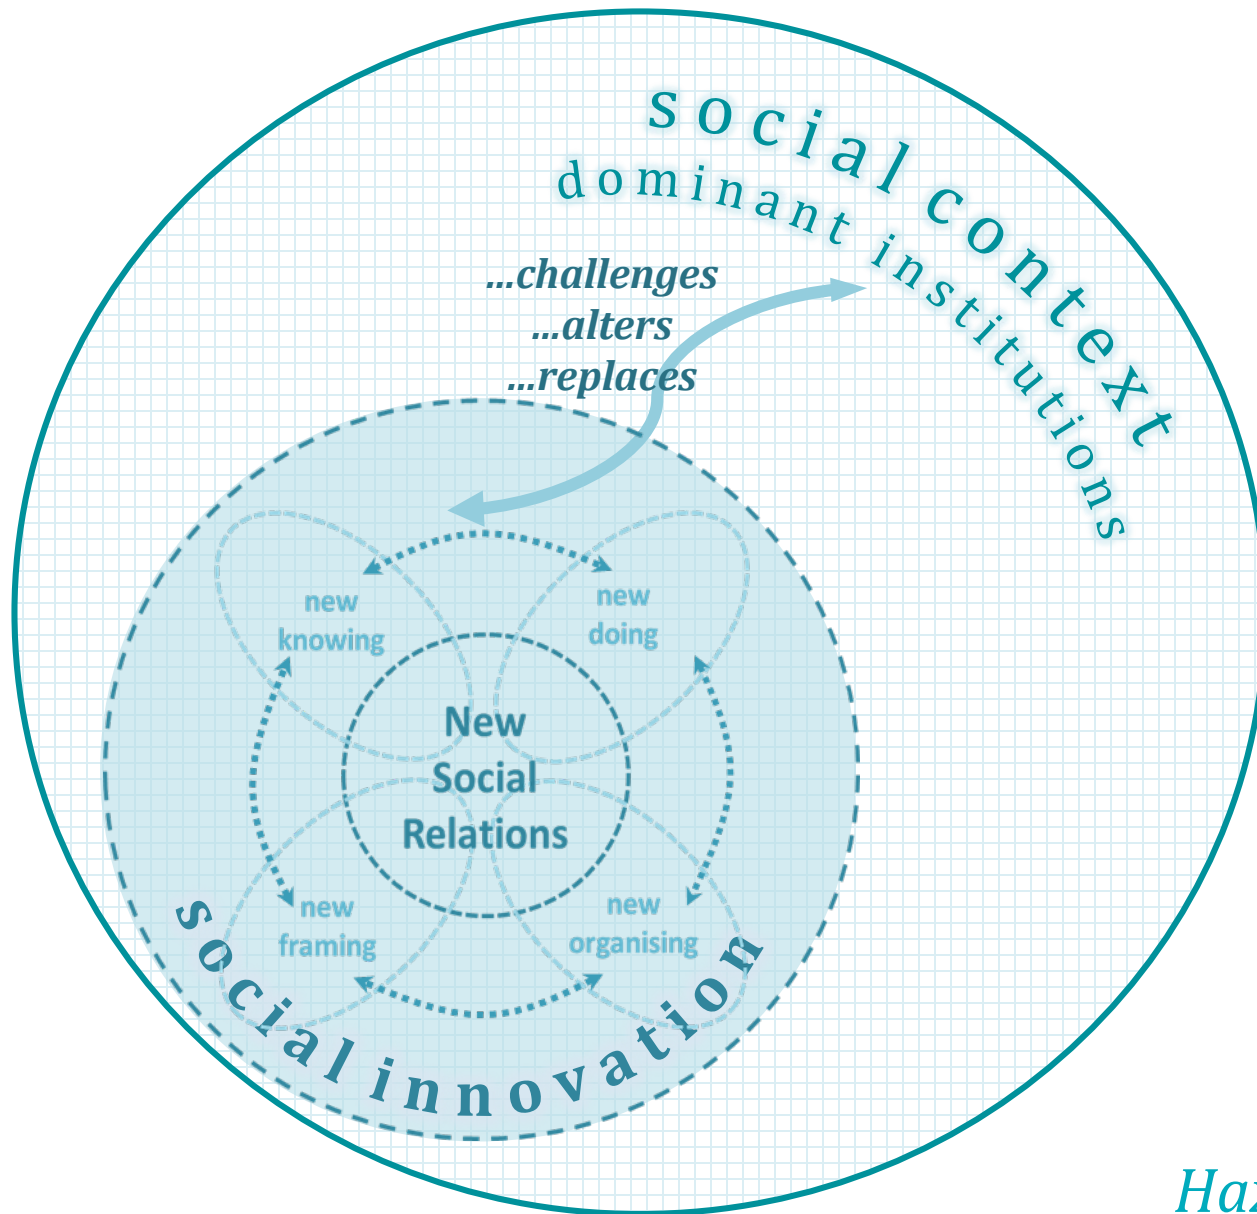 social context
dominant institutions
...challenges
...alters
...replaces
new
knowing
new
doing
New
Social
Relations
new
framing
new
organising
social innovation